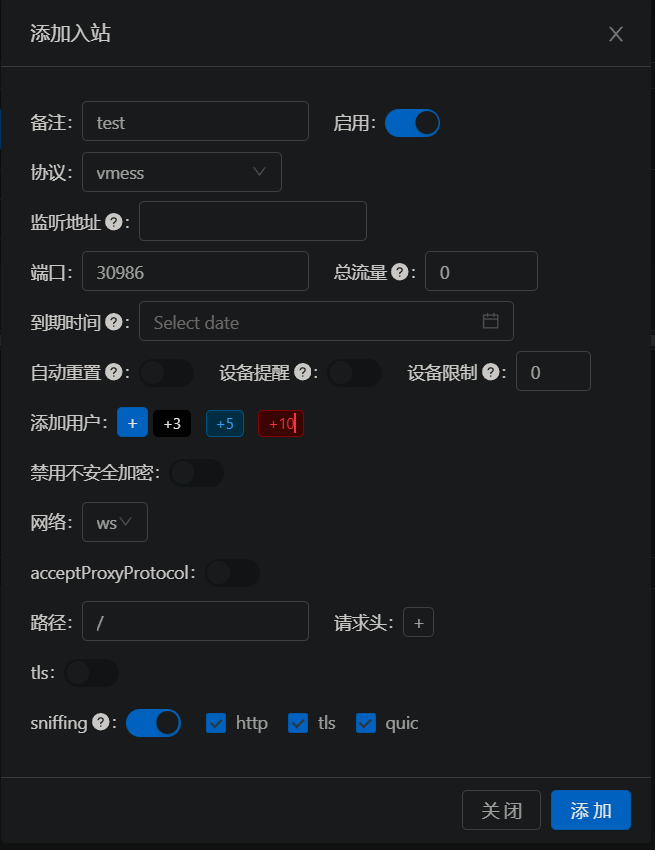 添加入站
备注: test 启用:
协议: vmess
监听地址 ? :
端口: 30986 总流量 ? : 0
到期时间 ? : Select date
自动重置 ? : 设备提醒 ? : 设备限制 ? : 0
添加用户: + +3 +5 +10
禁用不安全加密:
网络: ws
acceptProxyProtocol:
路径: / 请求头: +
tls:
sniffing ? : http tls quic
关闭 添加